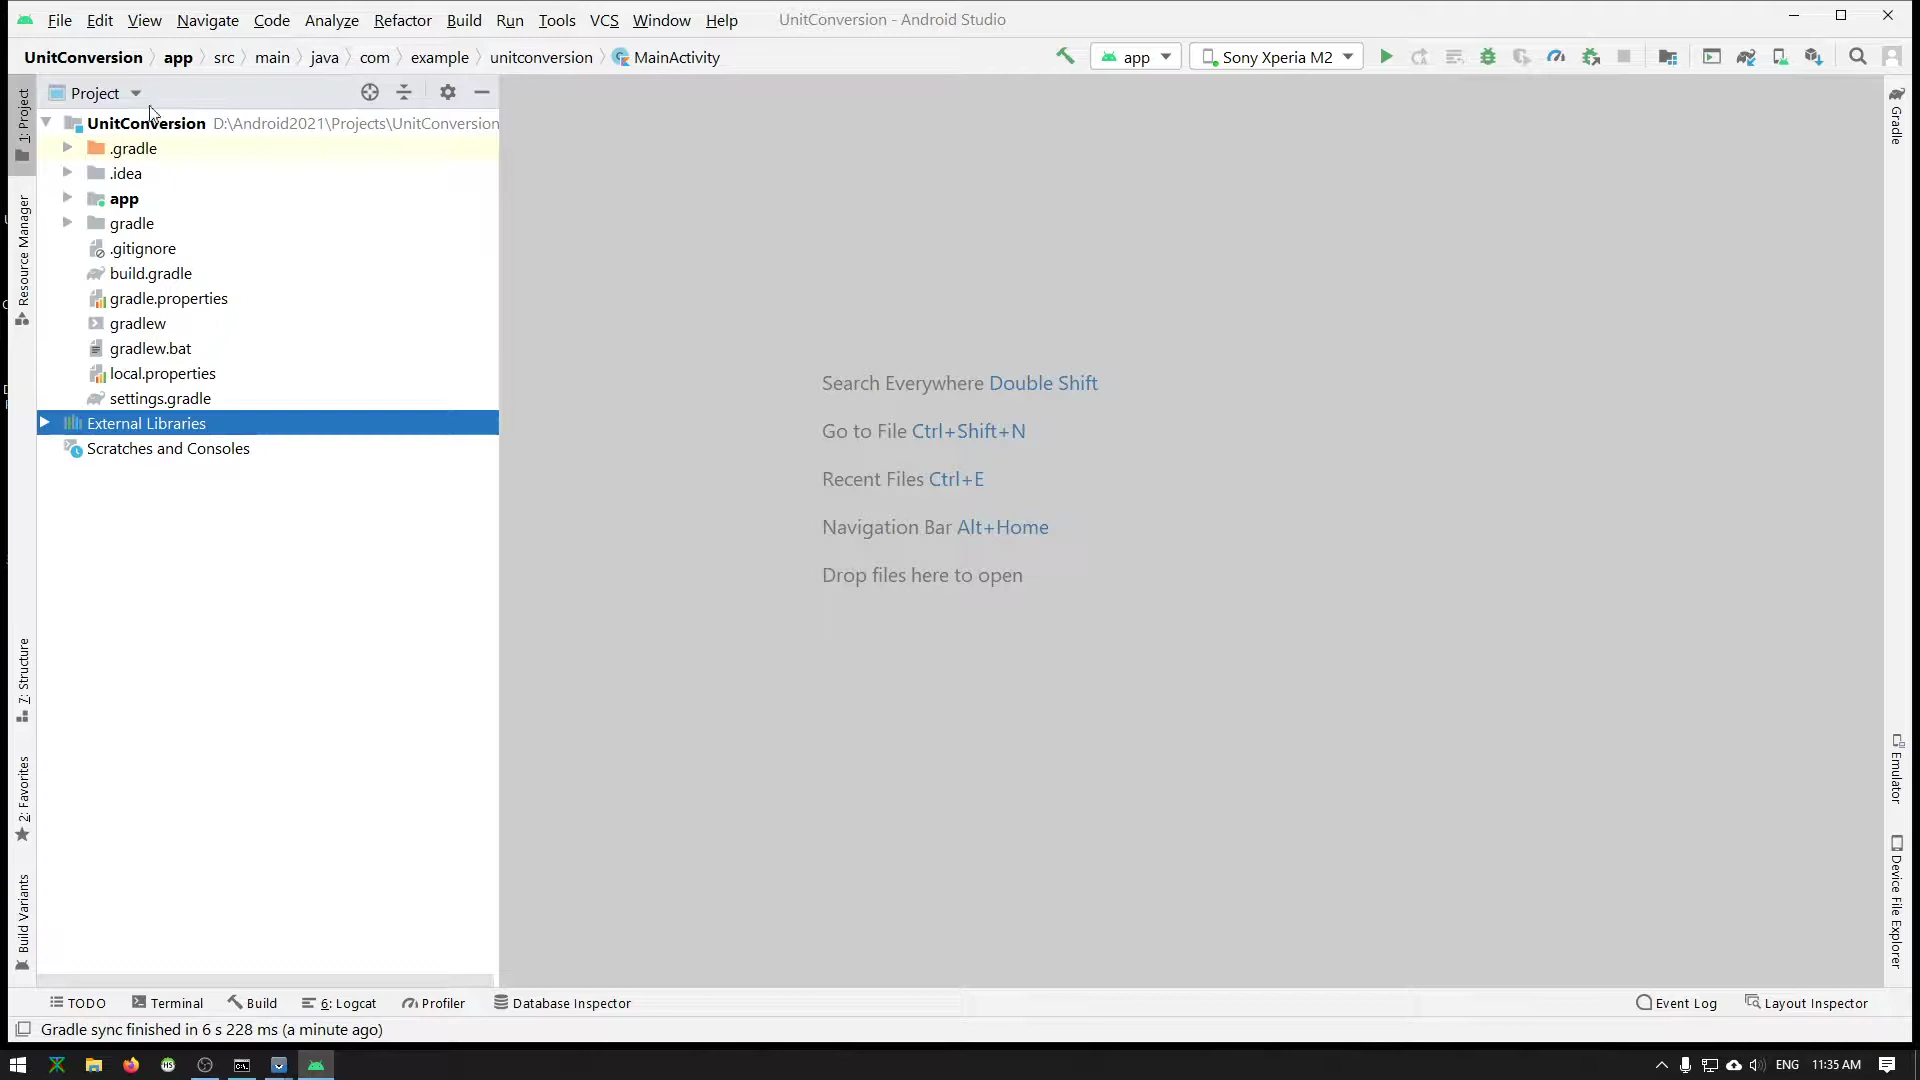 File Edit View Navigate Code Analyze Refactor Build Run Tools VCS Window Help UnitConversion - Android Studio
UnitConversion app src main java com example unitconversion MainActivity app Sony Xperia M2
Project
UnitConversion D:\Android2021\Projects\UnitConversion
.gradle
.idea
app
gradle
.gitignore
build.gradle
gradle.properties
gradlew
gradlew.bat
local.properties
settings.gradle
External Libraries
Scratches and Consoles
1: Project
Resource Manager
7: Structure
2: Favorites
Build Variants
Search Everywhere Double Shift
Go to File Ctrl+Shift+N
Recent Files Ctrl+E
Navigation Bar Alt+Home
Drop files here to open
Gradle
Emulator
Device File Explorer
TODO Terminal Build 6: Logcat Profiler Database Inspector Event Log Layout Inspector
Gradle sync finished in 6 s 228 ms (a minute ago)
ENG 11:35 AM